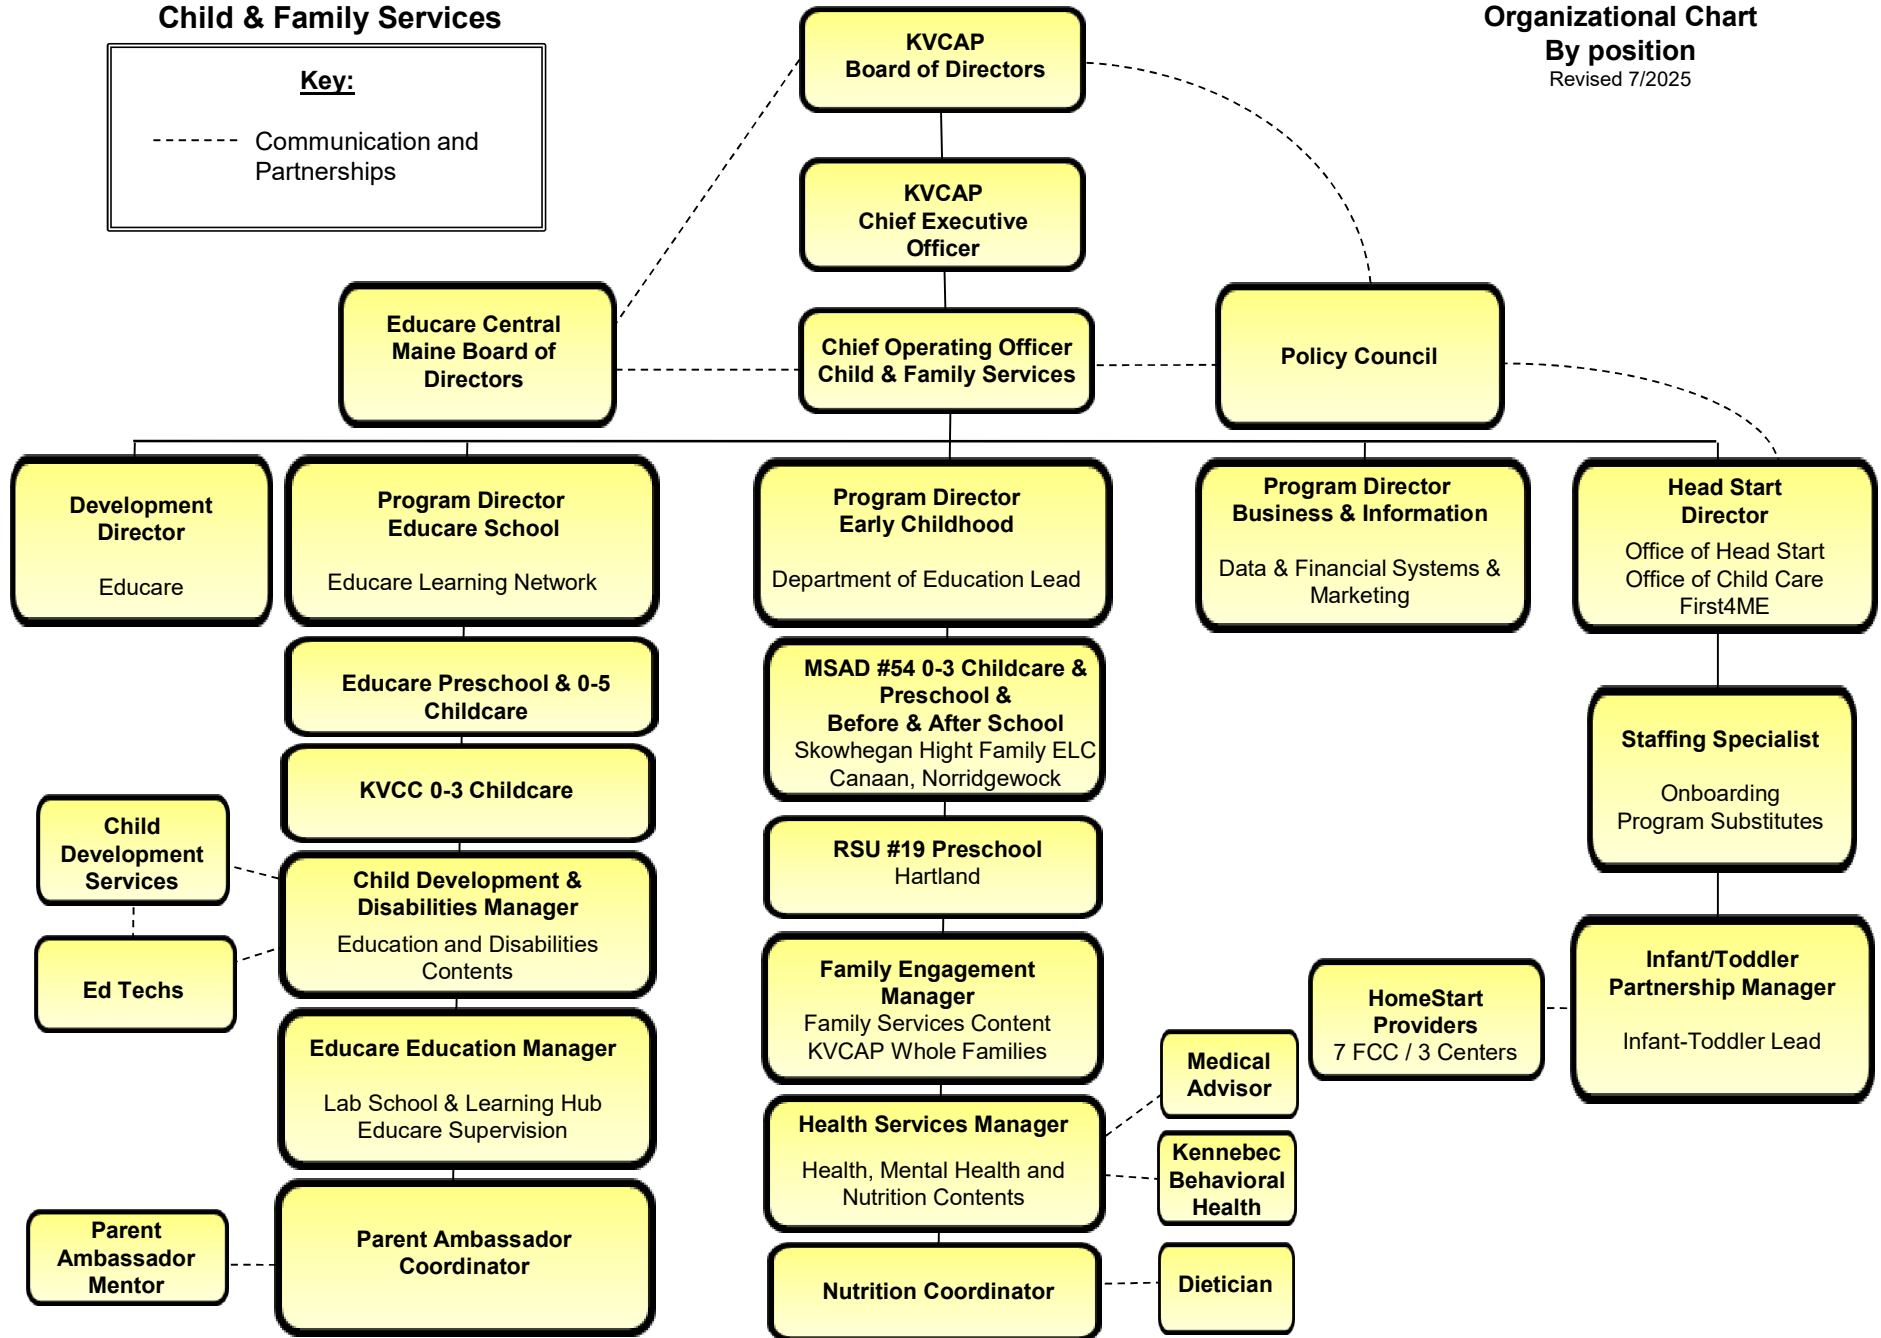 Child & Family Services
Organizational Chart
By position
Revised 7/2025
Key:
Communication and
Partnerships
KVCAP
Board of Directors
KVCAP
Chief Executive
Officer
Educare Central
Maine Board of
Directors
Chief Operating Officer
Child & Family Services
Policy Council
Development
Director
Educare
Program Director
Educare School
Educare Learning Network
Program Director
Early Childhood
Department of Education Lead
Program Director
Business & Information
Data & Financial Systems &
Marketing
Head Start
Director
Office of Head Start
Office of Child Care
First4ME
Educare Preschool & 0-5
Childcare
KVCC 0-3 Childcare
Child
Development
Services
Ed Techs
Child Development &
Disabilities Manager
Education and Disabilities
Contents
Educare Education Manager
Lab School & Learning Hub
Educare Supervision
Parent
Ambassador
Mentor
Parent Ambassador
Coordinator
MSAD #54 0-3 Childcare &
Preschool &
Before & After School
Skowhegan Hight Family ELC
Canaan, Norridgewock
RSU #19 Preschool
Hartland
Family Engagement
Manager
Family Services Content
KVCAP Whole Families
Health Services Manager
Health, Mental Health and
Nutrition Contents
Nutrition Coordinator
Medical
Advisor
Kennebec
Behavioral
Health
Dietician
Staffing Specialist
Onboarding
Program Substitutes
HomeStart
Providers
7 FCC / 3 Centers
Infant/Toddler
Partnership Manager
Infant-Toddler Lead